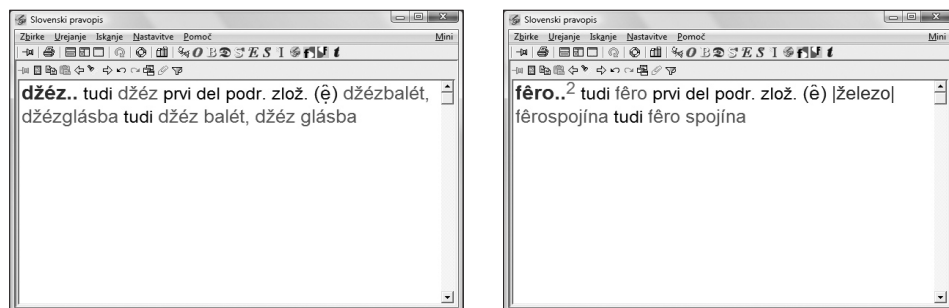 Slovenski pravopis
Zbirke Urejanje Iskanje Nastavitve Pomoč Mini
džéz.. tudi džéz prvi del podr. zlož. (ẹ̑) džézbalét,
džézglásba tudi džéz balét, džéz glásba
Slovenski pravopis
Zbirke Urejanje Iskanje Nastavitve Pomoč Mini
fêro..2 tudi fêro prvi del podr. zlož. (ȇ) |železo|
fêrospojína tudi fêro spojína